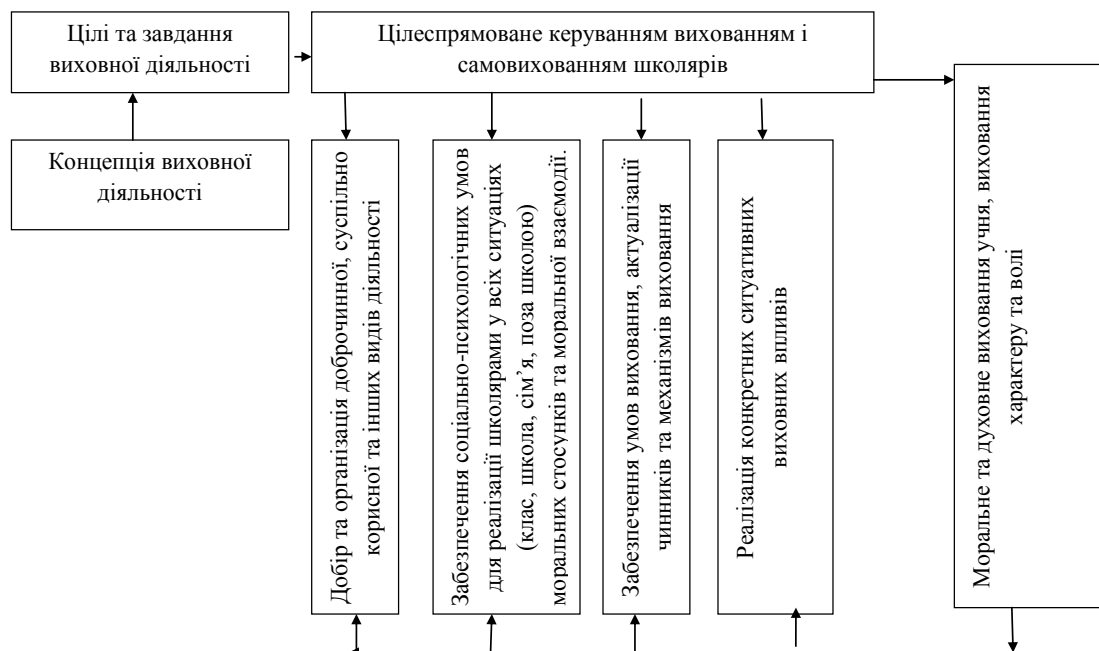 Цілі та завдання
виховної діяльності
Цілеспрямоване керуванням вихованням і
самовихованням школярів
Концепція виховної
діяльності
Добір та організація доброчинної, суспільно
корисної та інших видів діяльності
Забезпечення соціально-психологічних умов
для реалізації школярами у всіх ситуаціях
(клас, школа, сім’я, поза школою)
моральних стосунків та моральної взаємодії.
Забезпечення умов виховання, актуалізації
чинників та механізмів виховання
Реалізація конкретних ситуативних
виховних впливів
Моральне та духовне виховання учня, виховання
характеру та волі